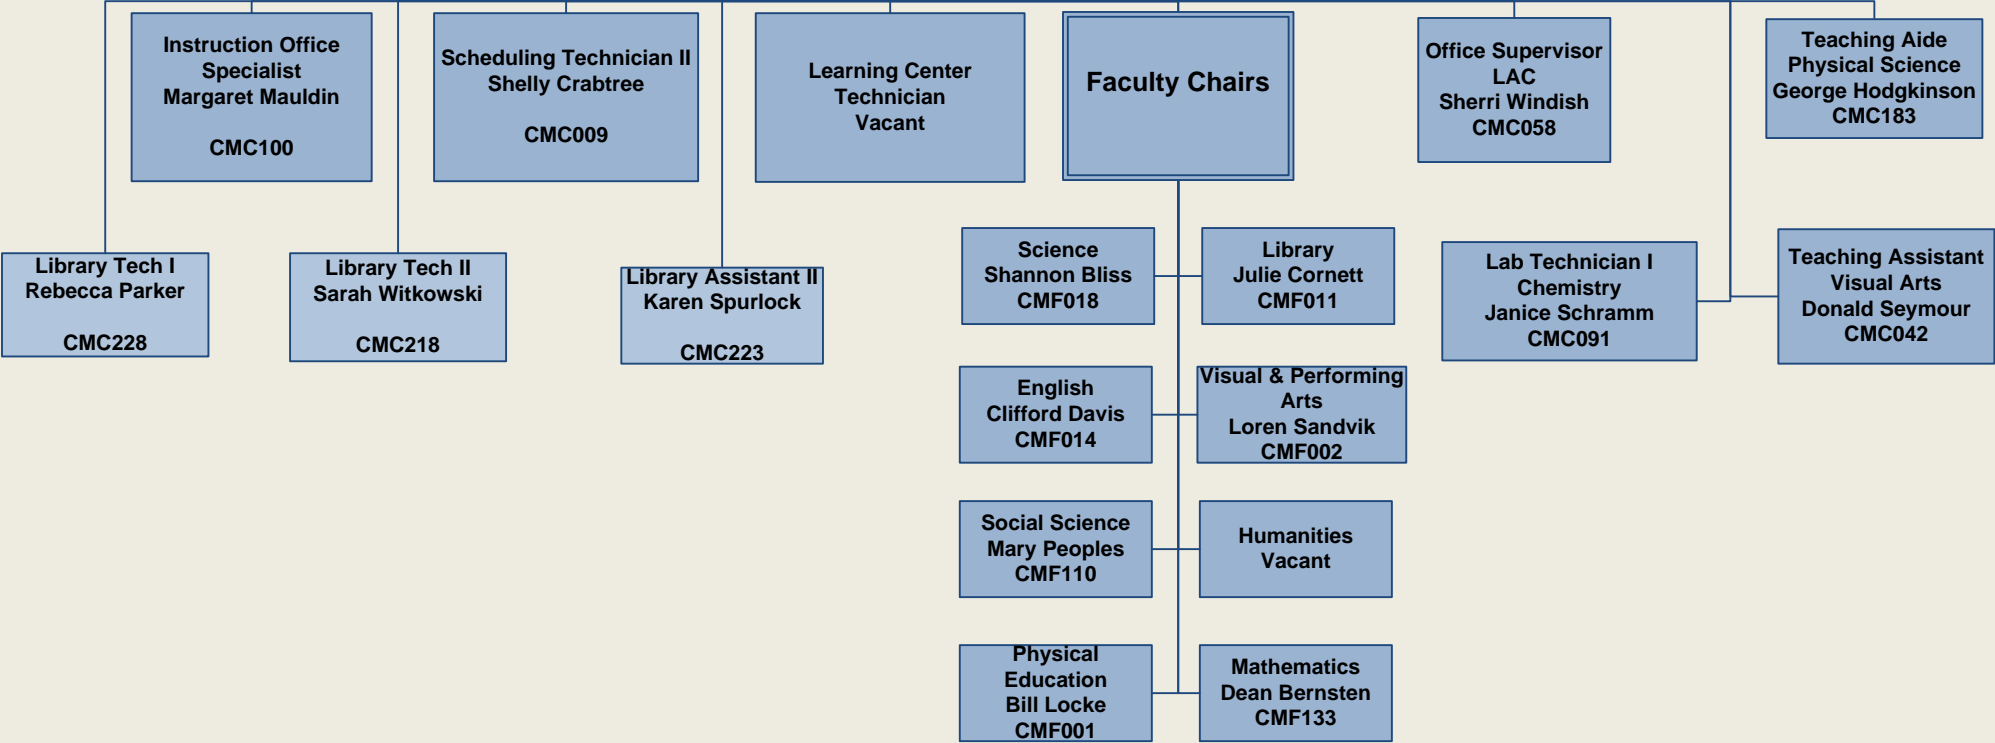 Instruction Office
Specialist
Margaret Mauldin
CMC100
Scheduling Technician II
Shelly Crabtree
CMC009
Learning Center
Technician
Vacant
Faculty Chairs
Office Supervisor
LAC
Sherri Windish
CMC058
Teaching Aide
Physical Science
George Hodgkinson
CMC183
Library Tech I
Rebecca Parker
CMC228
Library Tech II
Sarah Witkowski
CMC218
Library Assistant II
Karen Spurlock
CMC223
Science
Shannon Bliss
CMF018
Library
Julie Cornett
CMF011
Lab Technician I
Chemistry
Janice Schramm
CMC091
Teaching Assistant
Visual Arts
Donald Seymour
CMC042
English
Clifford Davis
CMF014
Visual & Performing
Arts
Loren Sandvik
CMF002
Social Science
Mary Peoples
CMF110
Humanities
Vacant
Physical
Education
Bill Locke
CMF001
Mathematics
Dean Bernsten
CMF133